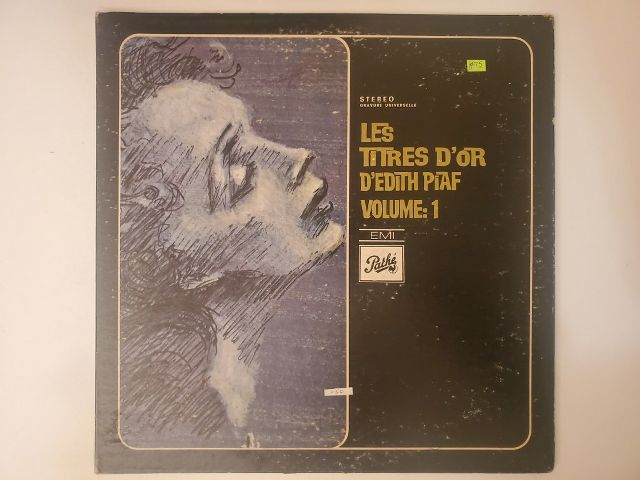 STEREO
GRAVURE UNIVERSELLE
LES
TITRES D'OR
D'EDITH PIAF
VOLUME: 1
EMI
Pathé